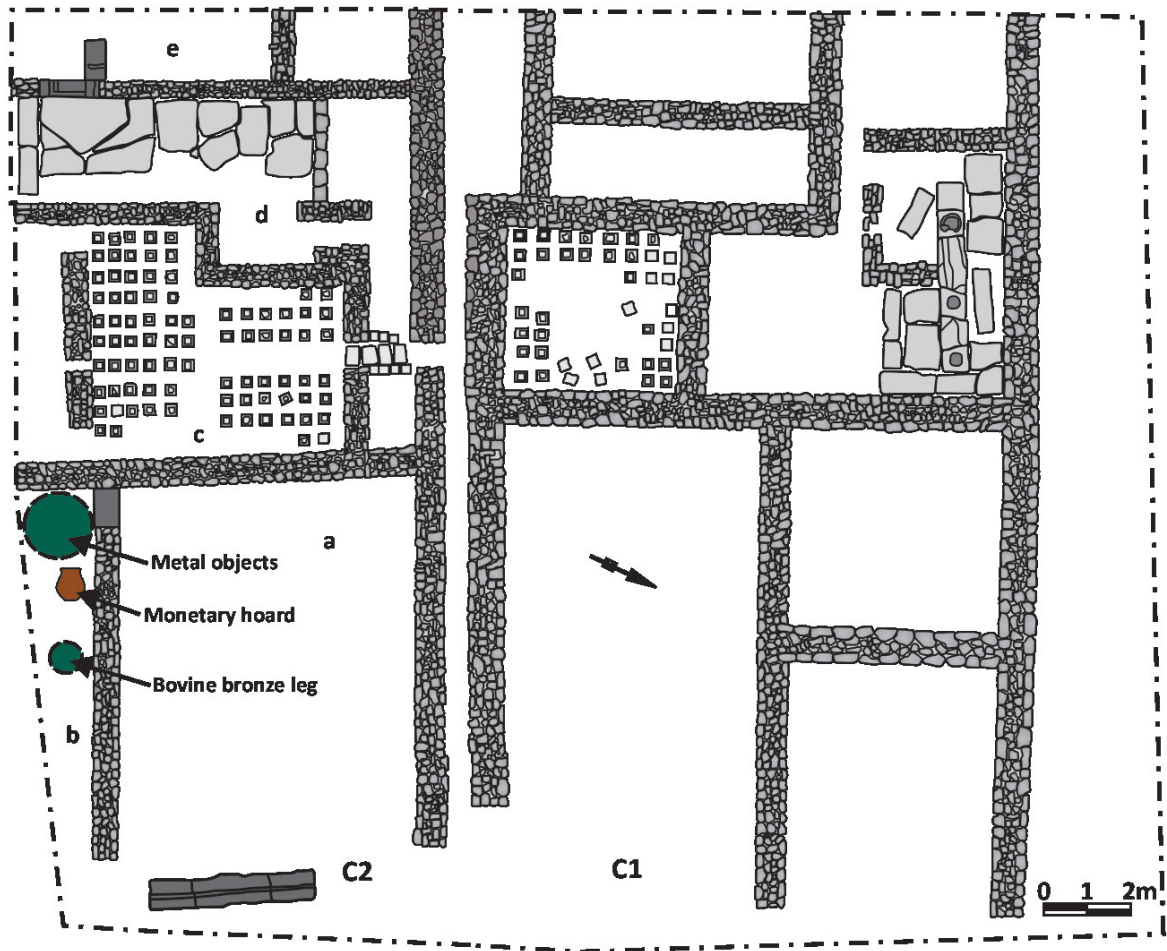 e
d
c
a
Metal objects
Monetary hoard
Bovine bronze leg
b
C2
C1
0 1 2m